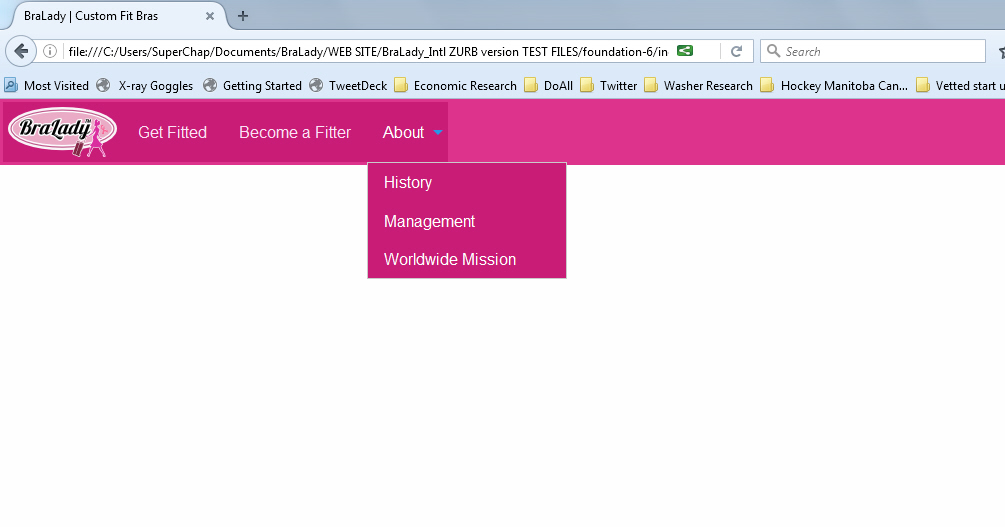 BraLady | Custom Fit Bras
file:///C:/Users/SuperChap/Documents/BraLady/WEB SITE/BraLady_Intl ZURB version TEST FILES/foundation-6/in
Search
Most Visited X-ray Goggles Getting Started TweetDeck Economic Research DoAll Twitter Washer Research Hockey Manitoba Can... Vetted start u
BraLady™ Get Fitted Become a Fitter About
History
Management
Worldwide Mission